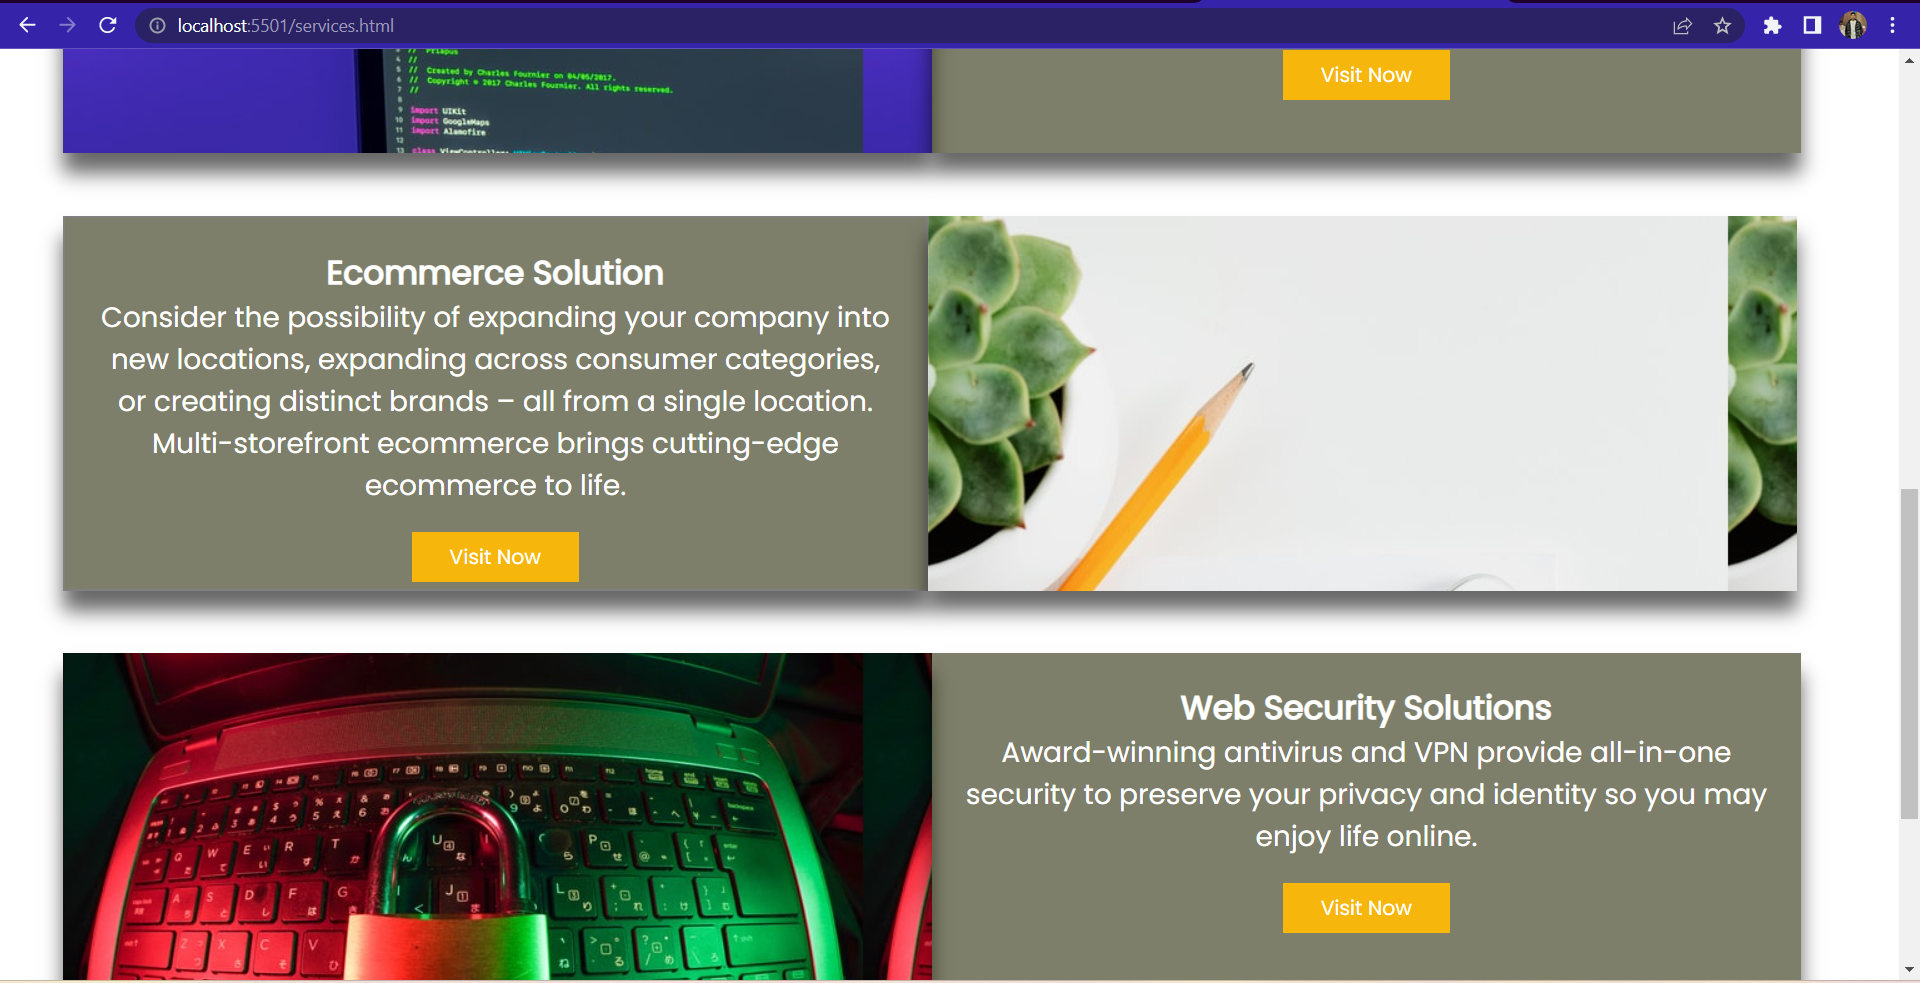 localhost:5501/services.html
// Priapus
//
// Created by Charles Fournier on 04/05/2017.
// Copyright © 2017 Charles Fournier. All rights reserved.
//
import UIKit
import GoogleMaps
import Alamofire
class ViewController:
Visit Now
Ecommerce Solution
Consider the possibility of expanding your company into
new locations, expanding across consumer categories,
or creating distinct brands – all from a single location.
Multi-storefront ecommerce brings cutting-edge
ecommerce to life.
Visit Now
Web Security Solutions
Award-winning antivirus and VPN provide all-in-one
security to preserve your privacy and identity so you may
enjoy life online.
Visit Now